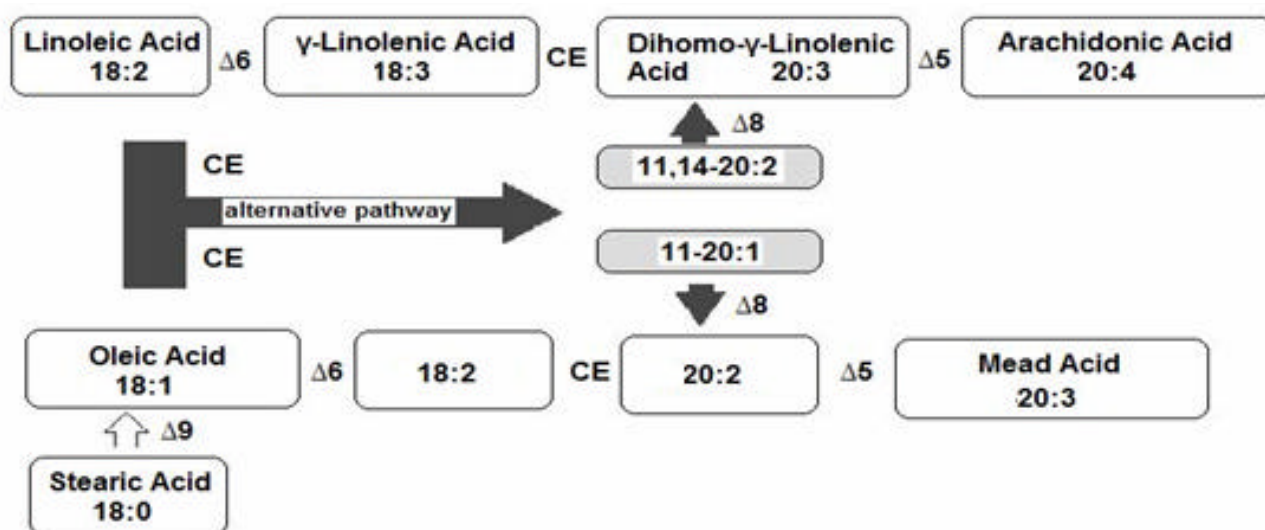 Linoleic Acid
18:2
Δ6
γ-Linolenic Acid
18:3
CE
Dihomo-γ-Linolenic
Acid 20:3
Δ5
Arachidonic Acid
20:4
Δ8
11,14-20:2
CE
alternative pathway
CE
11-20:1
Δ8
Oleic Acid
18:1
Δ6
18:2
CE
20:2
Δ5
Mead Acid
20:3
Δ9
Stearic Acid
18:0